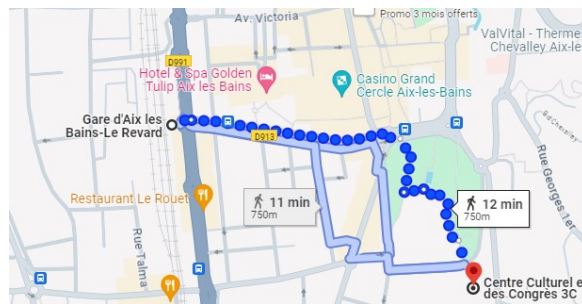 Av. Victoria
Promo 3 mois offerts
ValVital - Therme
Chevalley Aix-le
D991
Hotel & Spa Golden
Tulip Aix les Bains
Casino Grand
Cercle Aix-les-Bains
Gare d'Aix les
Bains-Le Revard
D913
Rue Georges 1er
11 min
750m
12 min
750m
Restaurant Le Rouet
Rue-Talma
Centre Culturel e
des Congrès 3C